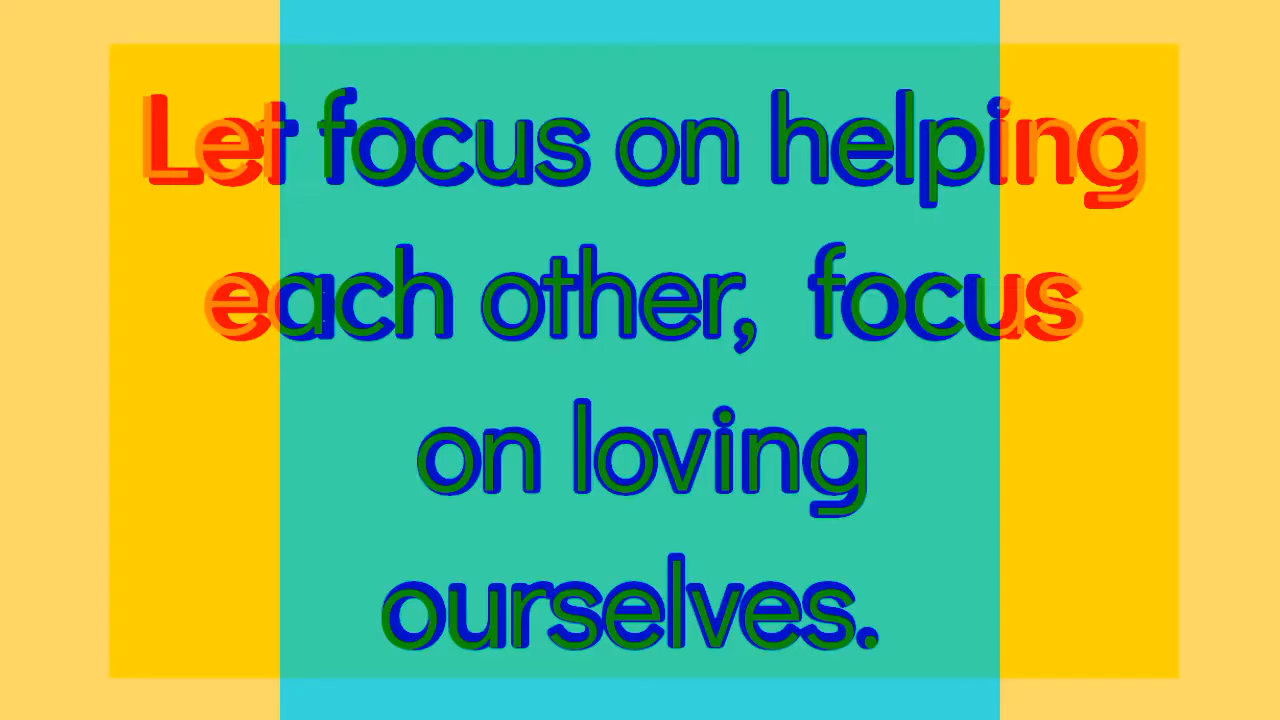 Let focus on helping
each other,  focus
on loving
ourselves.